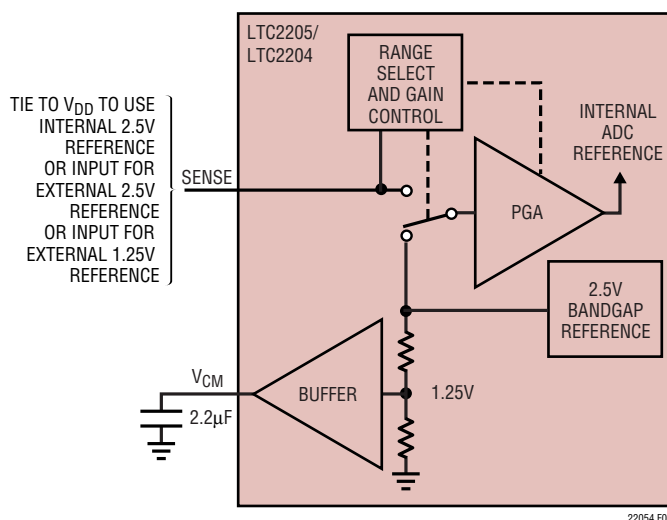 LTC2205/
LTC2204
RANGE
SELECT
AND GAIN
CONTROL
TIE TO VDD TO USE
INTERNAL 2.5V
REFERENCE
OR INPUT FOR
EXTERNAL 2.5V
REFERENCE
OR INPUT FOR
EXTERNAL 1.25V
REFERENCE
SENSE
PGA
INTERNAL
ADC
REFERENCE
2.5V
BANDGAP
REFERENCE
1.25V
BUFFER
VCM
2.2µF